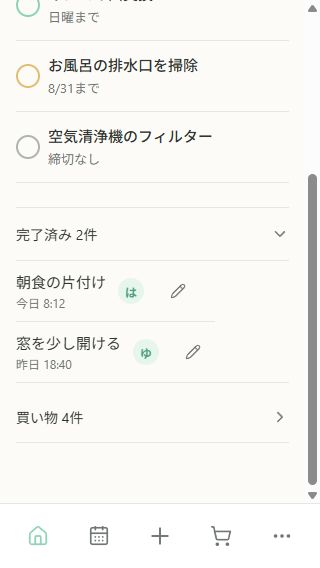 日曜まで
お風呂の排水口を掃除
8/31まで
空気清浄機のフィルター
締切なし
完了済み 2件
朝食の片付け
は
今日 8:12
窓を少し開ける
ゆ
昨日 18:40
買い物 4件